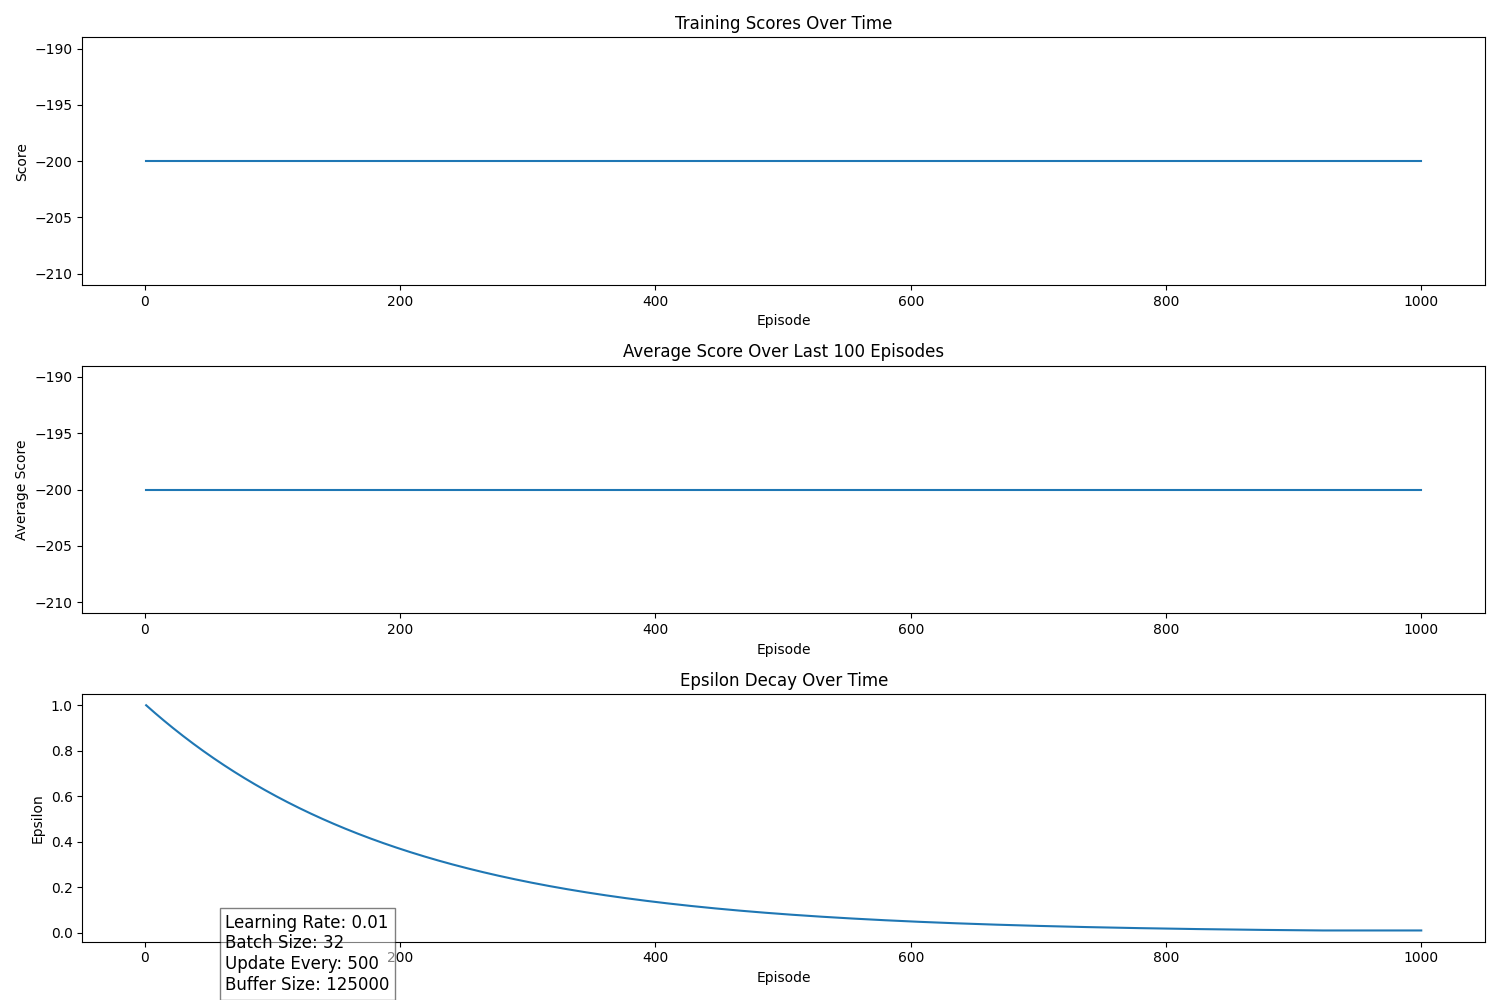 Training Scores Over Time
−190
−195
−200
−205
−210
Score
0 200 400 600 800 1000
Episode
Average Score Over Last 100 Episodes
−190
−195
−200
−205
−210
Average Score
0 200 400 600 800 1000
Episode
Epsilon Decay Over Time
1.0
0.8
0.6
0.4
0.2
0.0
Epsilon
0 200 400 600 800 1000
Episode
Learning Rate: 0.01
Batch Size: 32
Update Every: 500
Buffer Size: 125000